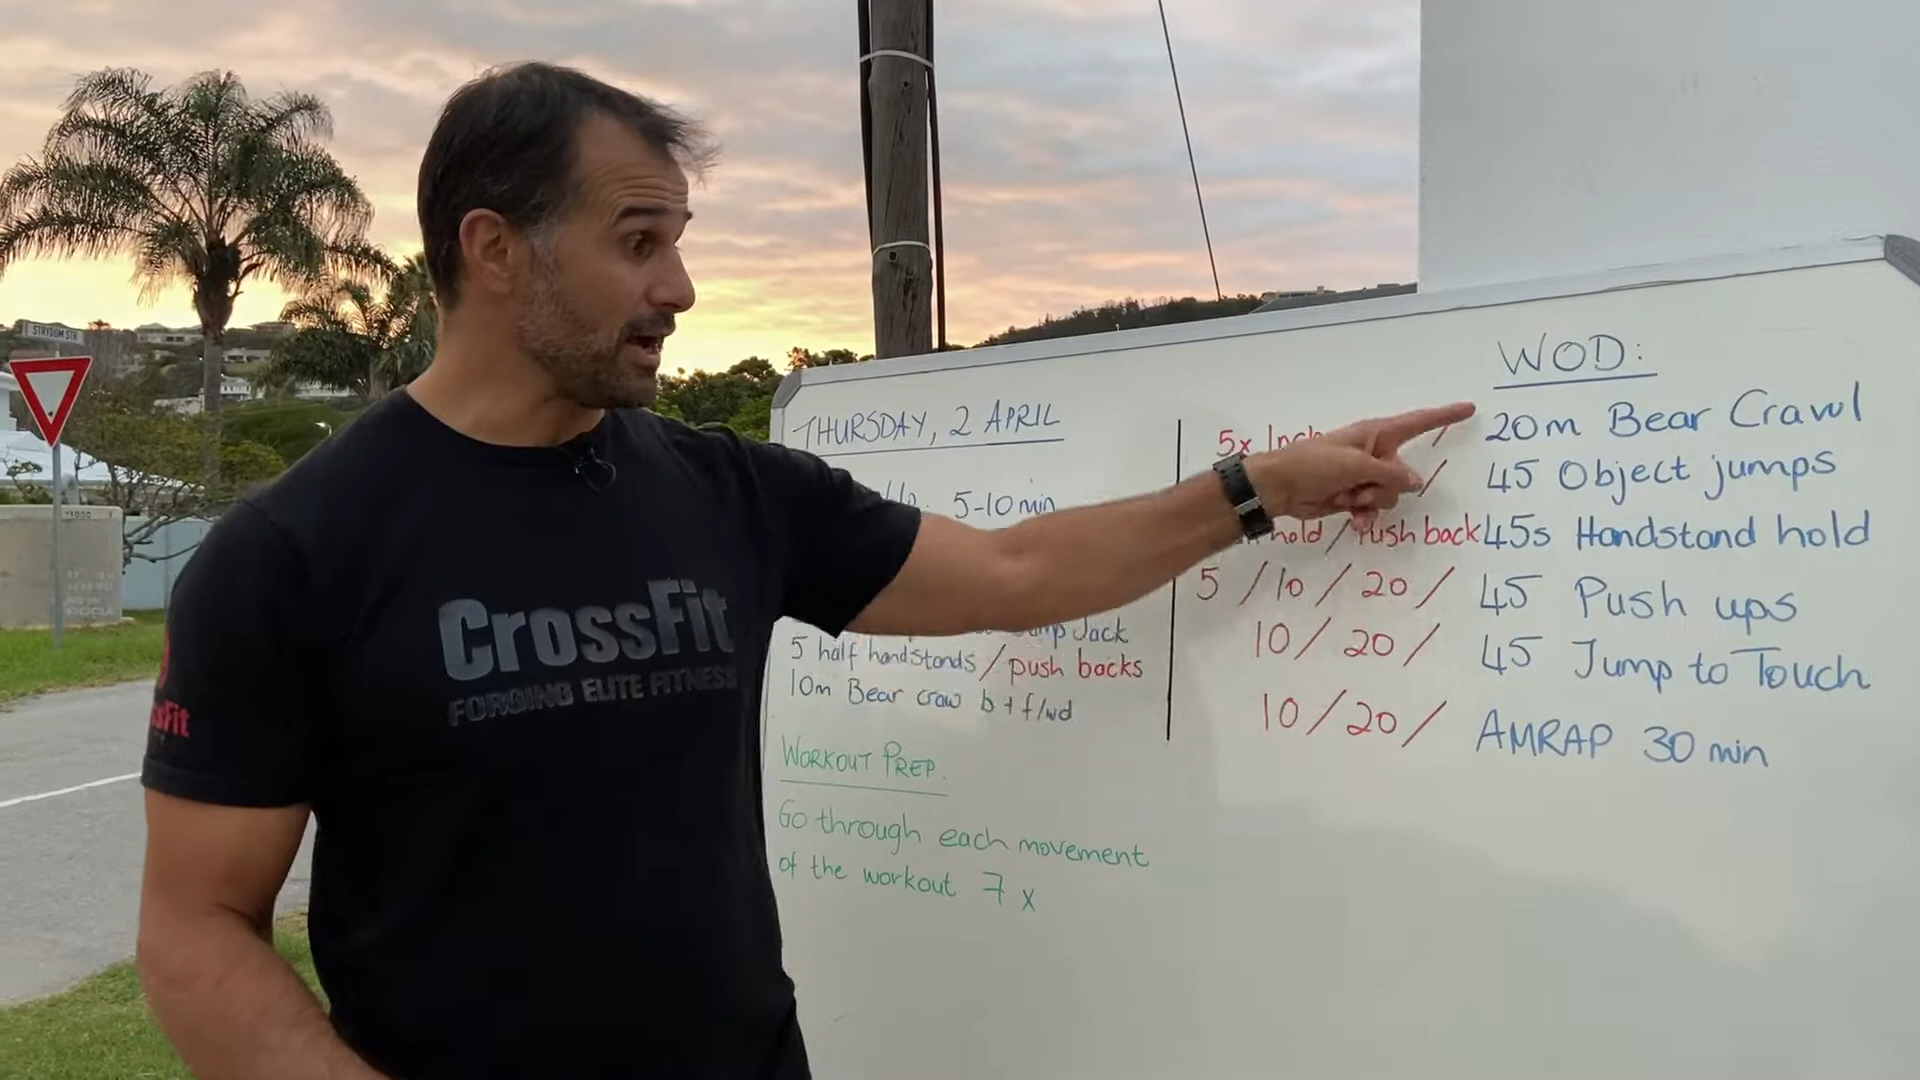 STRYDOM STR
CrossFit
FORGING ELITE FITNESS
THURSDAY, 2 APRIL
5-10 min
Jack
5 half handstands / push backs
10m Bear craw b + f/wd
WORKOUT PREP.
Go through each movement
of the workout 7 x
WOD:
5x / 20m Bear Crawl
/ 45 Object jumps
hold / Push back 45s Handstand hold
5 / 10 / 20 / 45 Push ups
10 / 20 / 45 Jump to Touch
10 / 20 / AMRAP 30 min